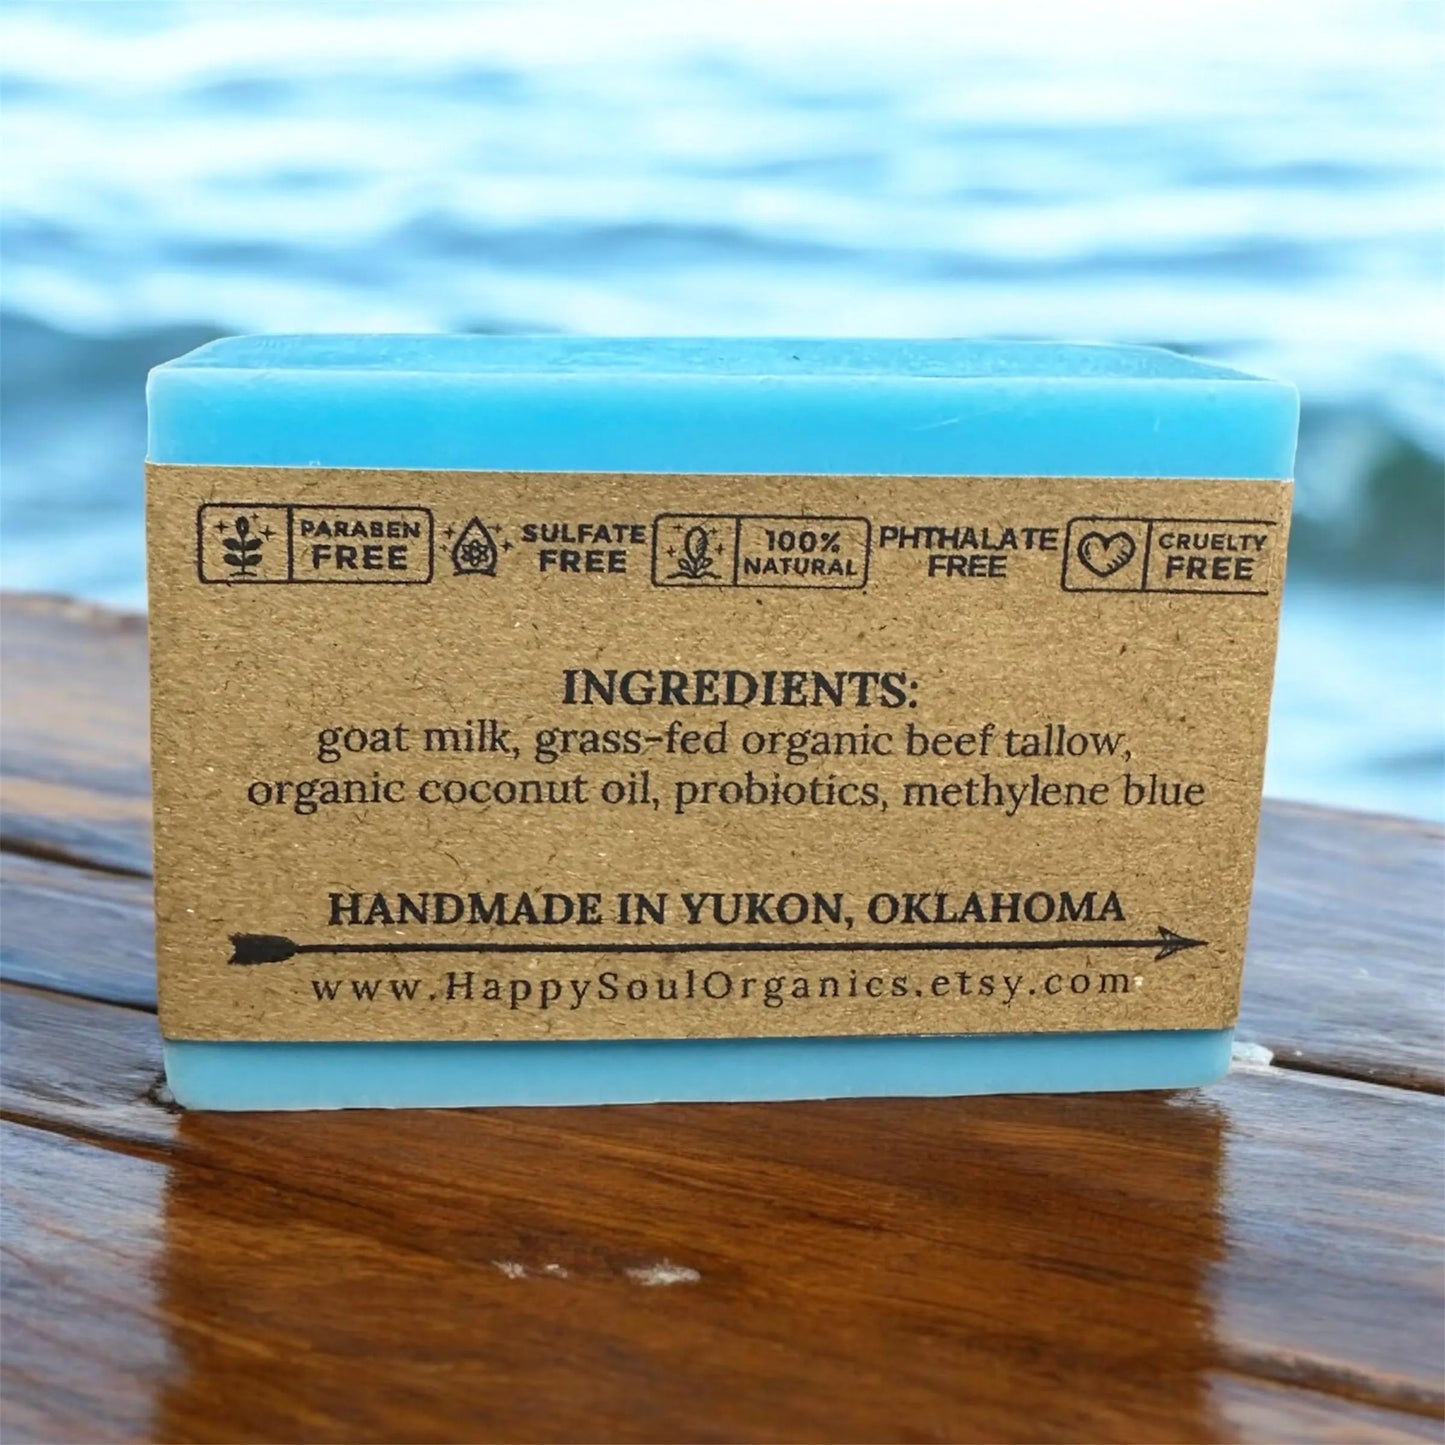 PARABEN FREE
SULFATE FREE
100% NATURAL
PHTHALATE FREE
CRUELTY FREE
INGREDIENTS:
goat milk, grass-fed organic beef tallow,
organic coconut oil, probiotics, methylene blue
HANDMADE IN YUKON, OKLAHOMA
www.HappySoulOrganics.etsy.com